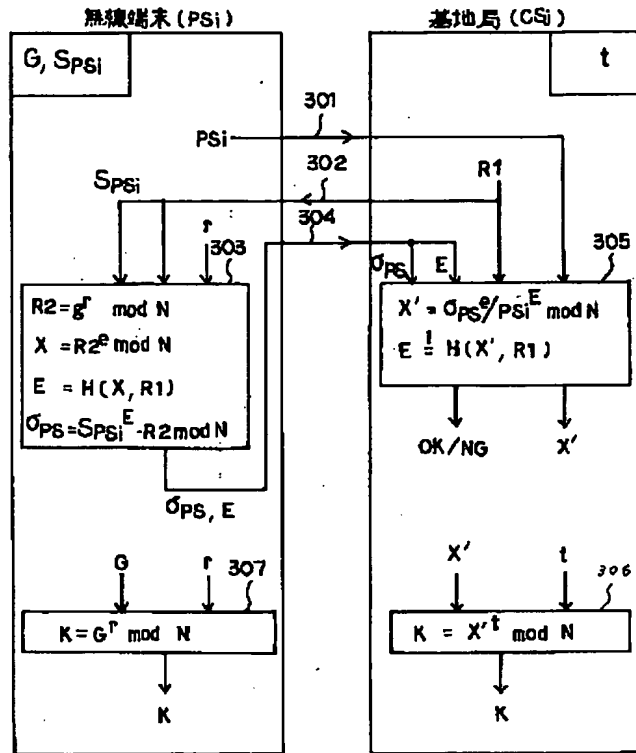 無線端末(PSi)
基地局(CSi)
G, SPSi
t
301
PSi
302
R1
SPSi
304
r
303
305
σPS
E
R2=g^r mod N
X =R2^e mod N
E =H(X, R1)
σPS=SPSi^E-R2 mod N
X'=σPS^e/PSi^E mod N
E != H(X', R1)
OK/NG
X'
σPS, E
G
r
307
X'
t
306
K=G^r mod N
K = X'^t mod N
K
K